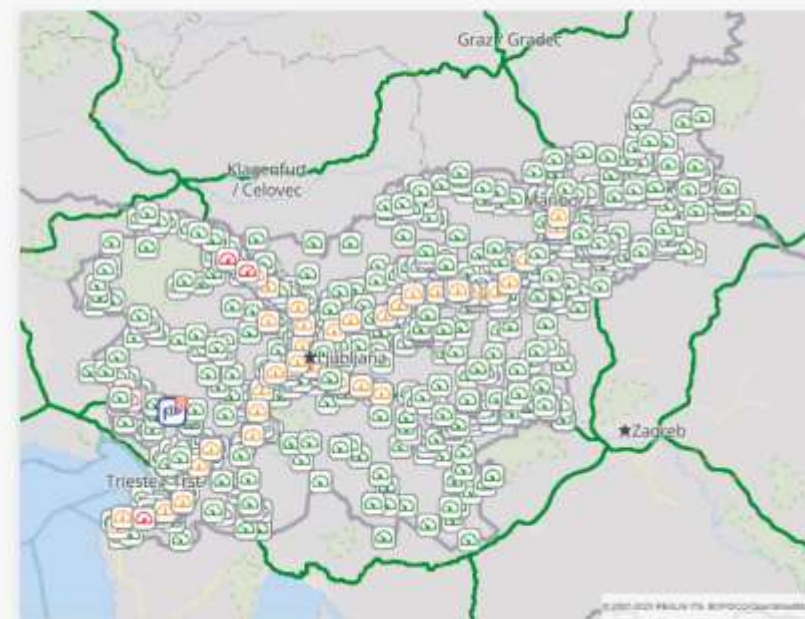 Graz / Gradec
Klagenfurt
/ Celovec
Maribor
Ljubljana
Zagreb
Trieste / Trst